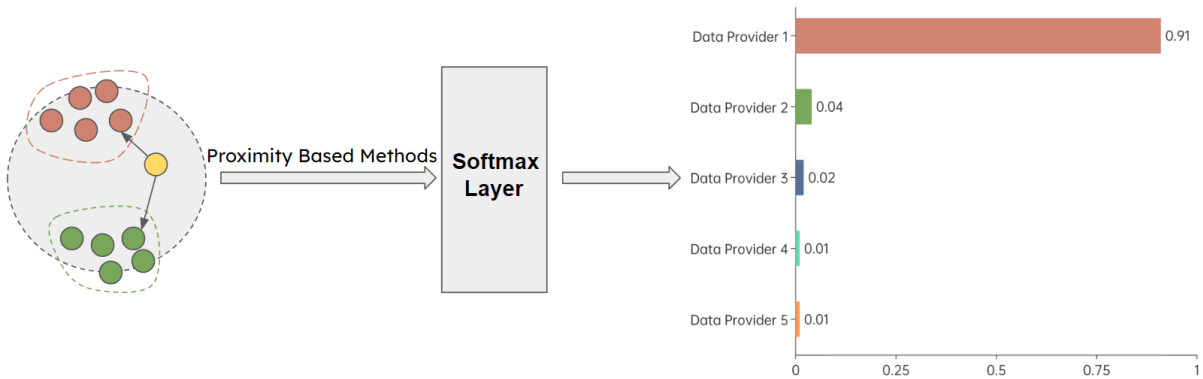 Proximity Based Methods
Softmax
Layer
Data Provider 1
0.91
Data Provider 2
0.04
Data Provider 3
0.02
Data Provider 4
0.01
Data Provider 5
0.01
0
0.25
0.5
0.75
1